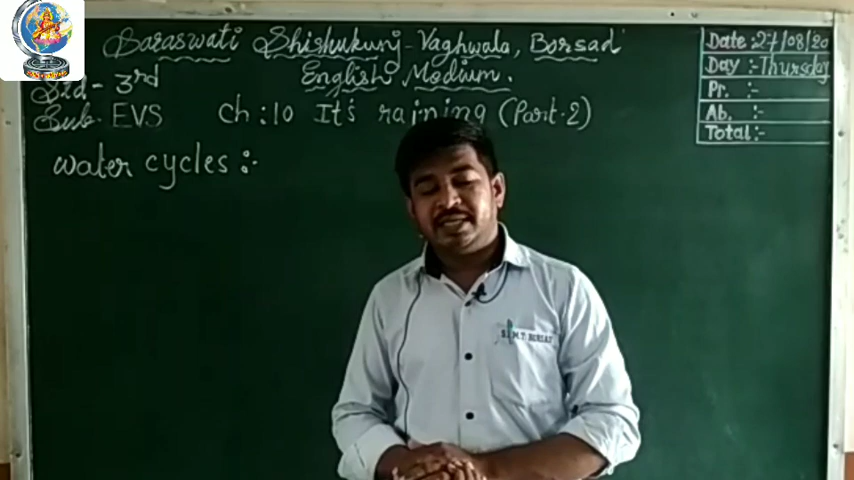 Saraswati Shishukunj - Vaghwala, Borsad
English Medium.
Std - 3rd
Sub. EVS
Ch : 10 It's raining (Part-2)
water cycles :-
Date :- 27/08/20
Day :- Thursday
Pr. :-
Ab. :-
Total :-